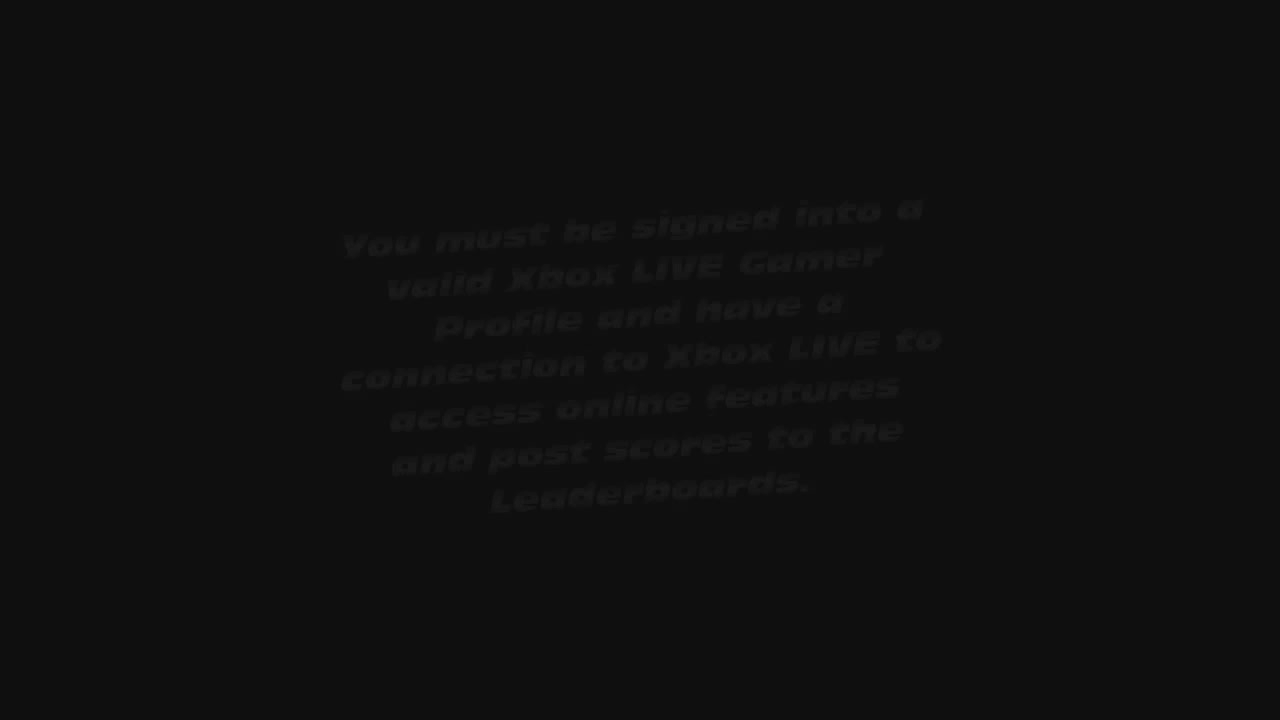 You must be signed into a
valid Xbox LIVE Gamer
Profile and have a
connection to Xbox LIVE to
access online features
and post scores to the
Leaderboards.